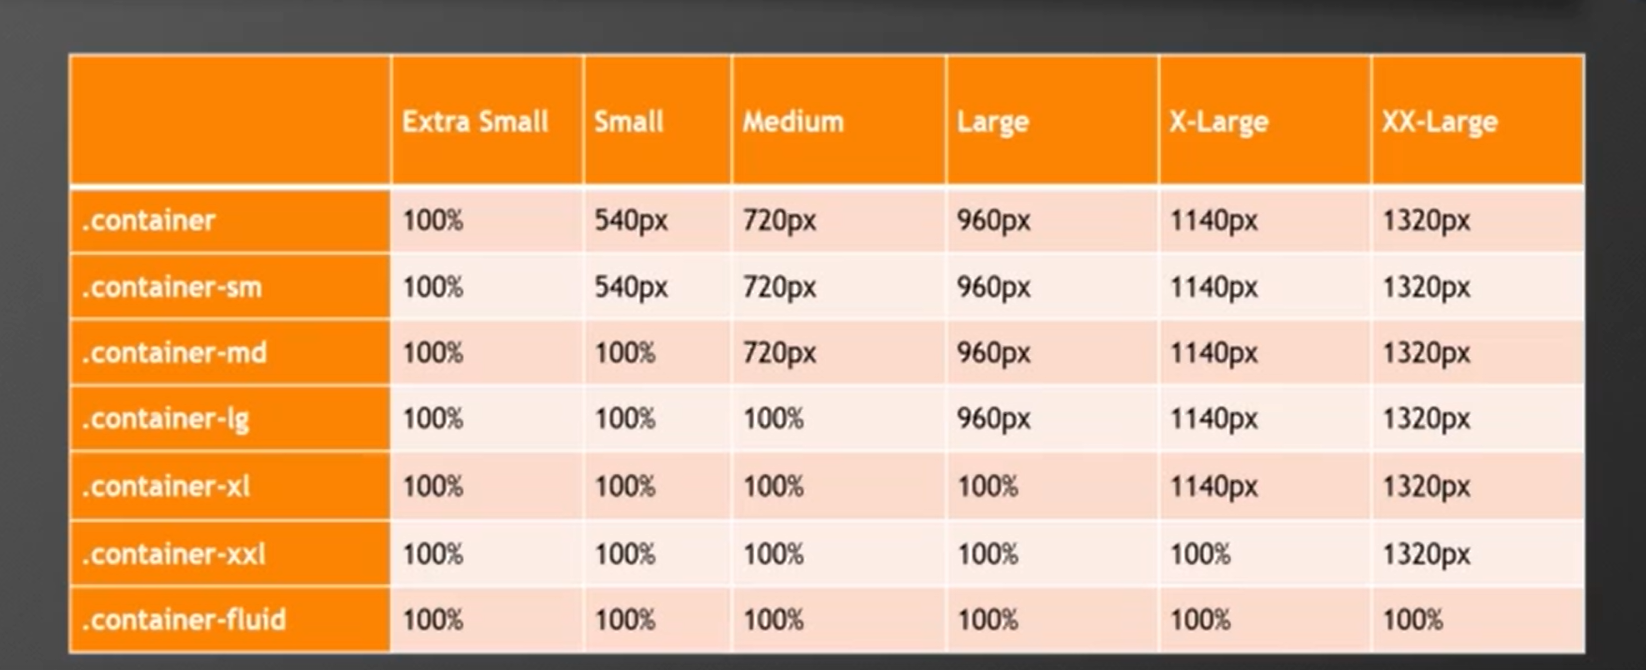 Extra Small Small Medium Large X-Large XX-Large
.container 100% 540px 720px 960px 1140px 1320px
.container-sm 100% 540px 720px 960px 1140px 1320px
.container-md 100% 100% 720px 960px 1140px 1320px
.container-lg 100% 100% 100% 960px 1140px 1320px
.container-xl 100% 100% 100% 100% 1140px 1320px
.container-xxl 100% 100% 100% 100% 100% 1320px
.container-fluid 100% 100% 100% 100% 100% 100%